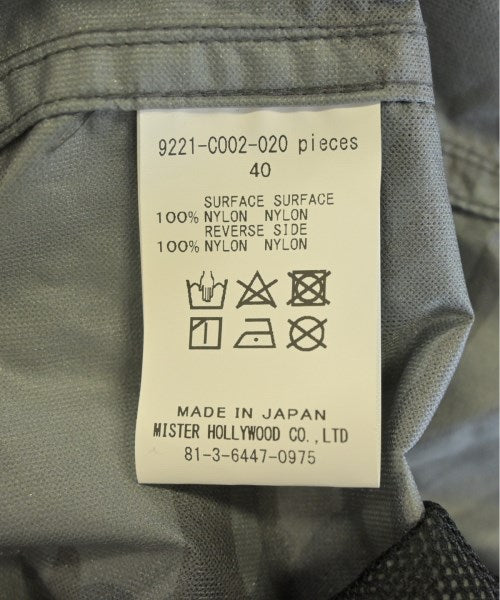 9221-C002-020 pieces
40
SURFACE SURFACE
100% NYLON NYLON
REVERSE SIDE
100% NYLON NYLON
MADE IN JAPAN
MISTER HOLLYWOOD CO.,LTD
81-3-6447-0975